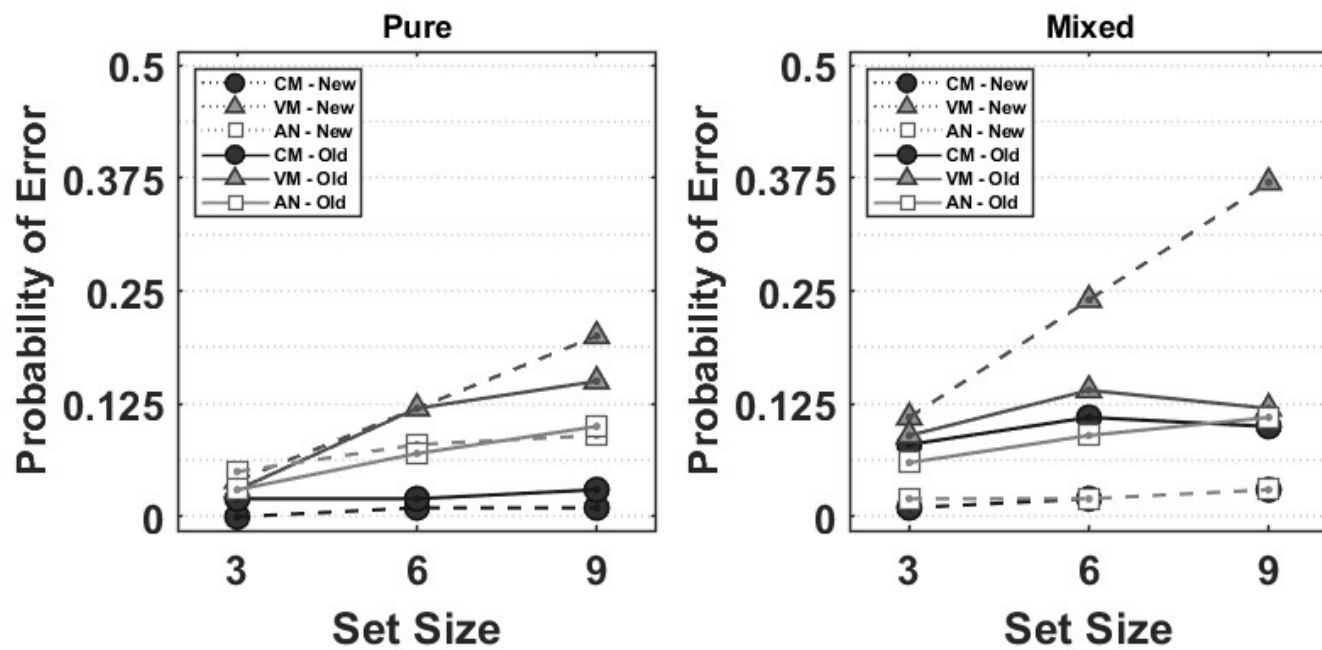 Pure
Probability of Error
0.5
0.375
0.25
0.125
0
CM - New
VM - New
AN - New
CM - Old
VM - Old
AN - Old
3 6 9
Set Size
Mixed
Probability of Error
0.5
0.375
0.25
0.125
0
CM - New
VM - New
AN - New
CM - Old
VM - Old
AN - Old
3 6 9
Set Size